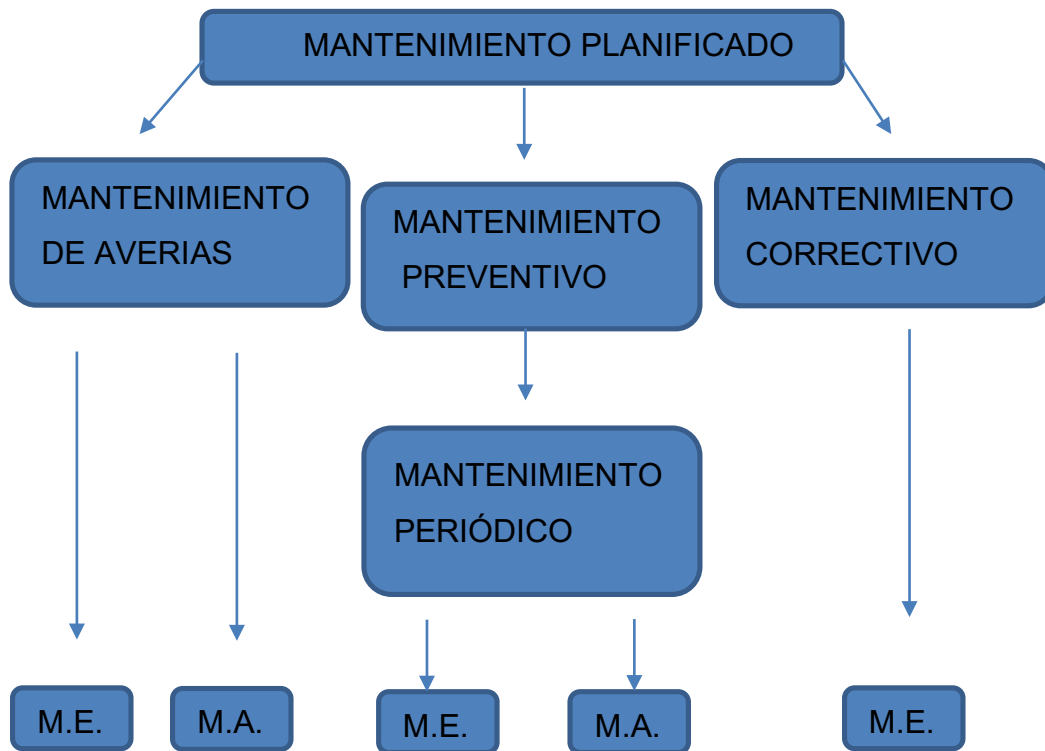 MANTENIMIENTO PLANIFICADO
MANTENIMIENTO
DE AVERIAS
MANTENIMIENTO
PREVENTIVO
MANTENIMIENTO
CORRECTIVO
MANTENIMIENTO
PERIÓDICO
M.E.
M.A.
M.E.
M.A.
M.E.